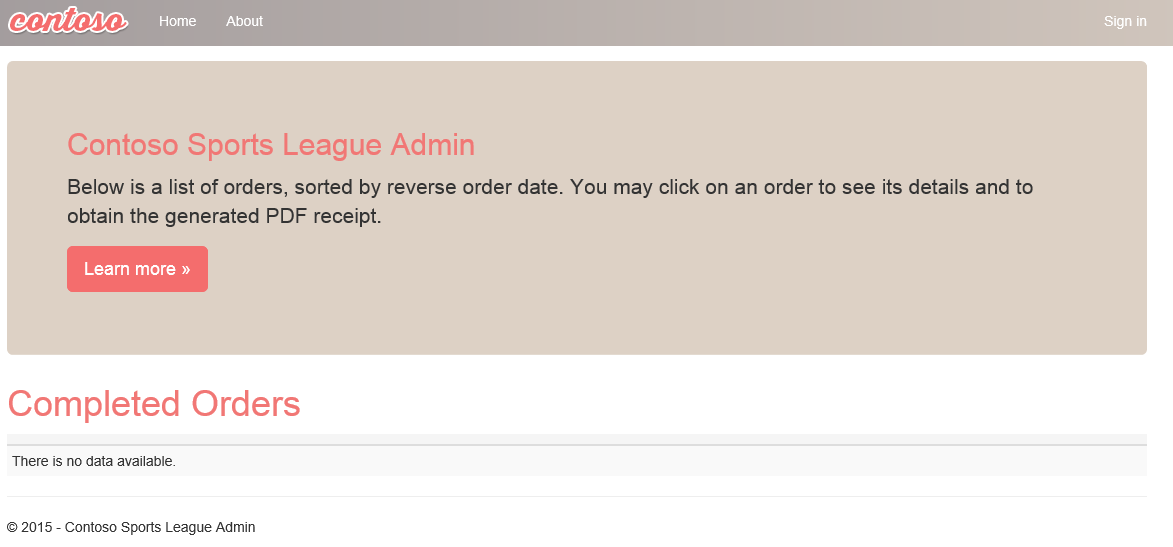 contoso Home About Sign in
Contoso Sports League Admin
Below is a list of orders, sorted by reverse order date. You may click on an order to see its details and to
obtain the generated PDF receipt.
Learn more »
Completed Orders
There is no data available.
© 2015 - Contoso Sports League Admin